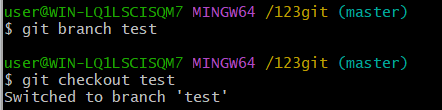 user@WIN-LQ1LSCISQM7 MINGW64 /123git (master)
$ git branch test
user@WIN-LQ1LSCISQM7 MINGW64 /123git (master)
$ git checkout test
Switched to branch 'test'